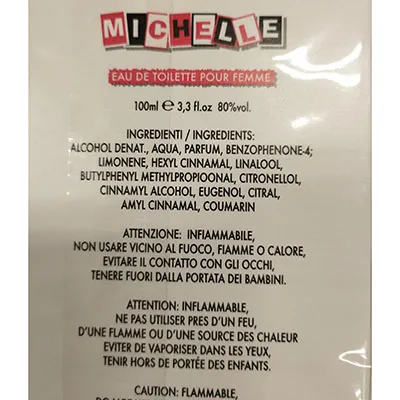 MICHELLE
EAU DE TOILETTE POUR FEMME
100ml ℮ 3,3 fl.oz 80%vol.
INGREDIENTI / INGREDIENTS:
ALCOHOL DENAT., AQUA, PARFUM, BENZOPHENONE-4;
LIMONENE, HEXYL CINNAMAL, LINALOOL,
BUTYLPHENYL METHYLPROPIOONAL, CITRONELLOL,
CINNAMYL ALCOHOL, EUGENOL, CITRAL,
AMYL CINNAMAL, COUMARIN
ATTENZIONE: INFIAMMABILE,
NON USARE VICINO AL FUOCO, FIAMME O CALORE,
EVITARE IL CONTATTO CON GLI OCCHI,
TENERE FUORI DALLA PORTATA DEI BAMBINI.
ATTENTION: INFLAMMABLE,
NE PAS UTILISER PRES D'UN FEU,
D'UNE FLAMME OU D'UNE SOURCE DES CHALEUR
EVITER DE VAPORISER DANS LES YEUX,
TENIR HORS DE PORTÉE DES ENFANTS.
CAUTION: FLAMMABLE,